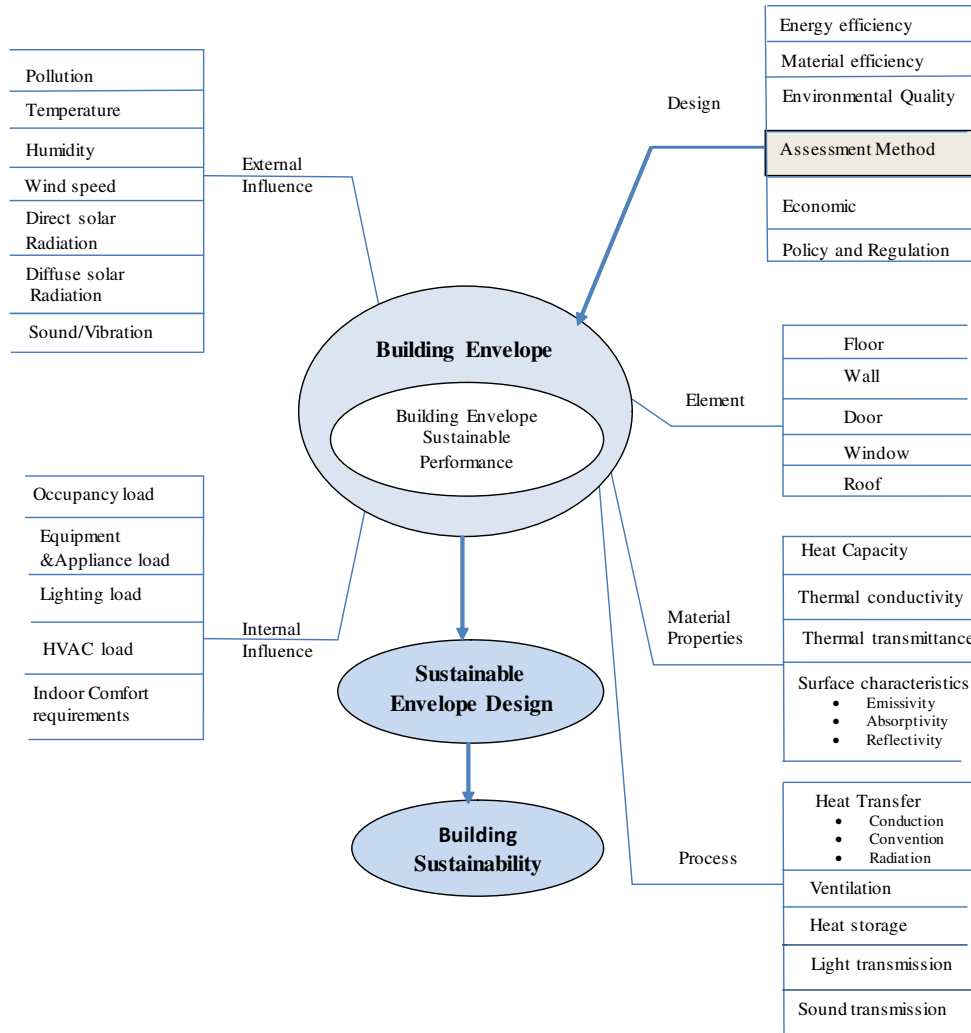 Pollution
Temperature
Humidity
Wind speed
Direct solar
Radiation
Diffuse solar
Radiation
Sound/Vibration
External
Influence
Design
Energy efficiency
Material efficiency
Environmental Quality
Assessment Method
Economic
Policy and Regulation
Building Envelope
Building Envelope
Sustainable
Performance
Element
Floor
Wall
Door
Window
Roof
Occupancy load
Equipment
&Appliance load
Lighting load
HVAC load
Indoor Comfort
requirements
Internal
Influence
Material
Properties
Heat Capacity
Thermal conductivity
Thermal transmittance
Surface characteristics
• Emissivity
• Absorptivity
• Reflectivity
Sustainable
Envelope Design
Building
Sustainability
Process
Heat Transfer
• Conduction
• Convention
• Radiation
Ventilation
Heat storage
Light transmission
Sound transmission